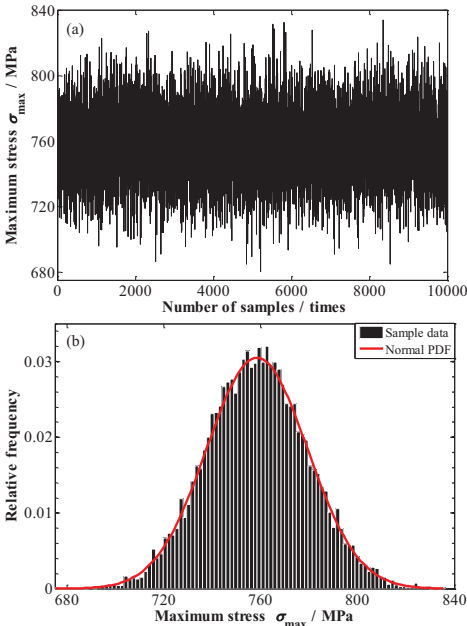 (a)
Maximum stress σmax / MPa
840
800
760
720
680
0 2000 4000 6000 8000 10000
Number of samples / times
(b)
Sample data
Normal PDF
Relative frequency
0.03
0.02
0.01
0
680 720 760 800 840
Maximum stress σmax / MPa